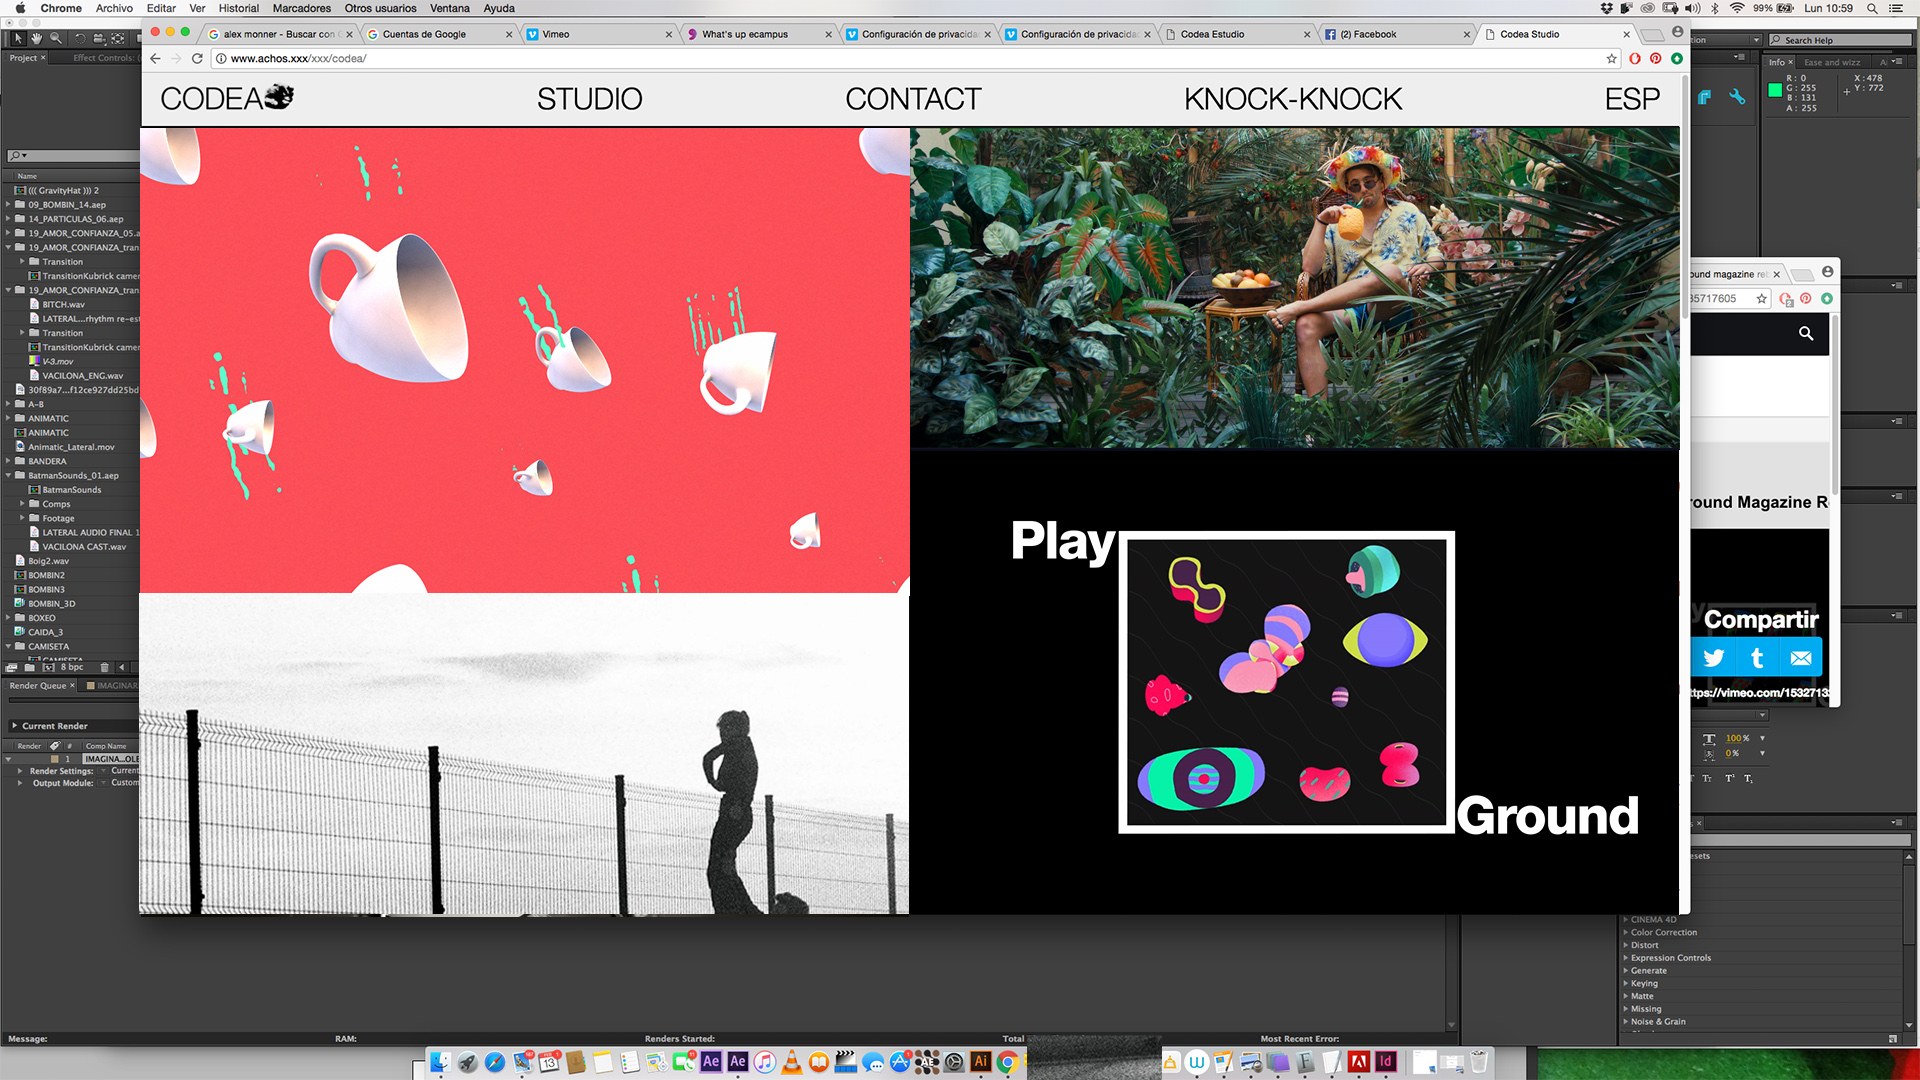 Chrome Archivo Editar Ver Historial Marcadores Otros usuarios Ventana Ayuda
99% Lun 10:59
alex monner - Buscar con
Cuentas de Google
Vimeo
What's up ecampus
Configuración de privacida
Configuración de privacida
Codea Estudio
(2) Facebook
Codea Studio
www.achos.xxx/xxx/codea/
CODEA STUDIO CONTACT KNOCK-KNOCK ESP
Play
Ground
Project
Effect Controls:
Name
((( GravityHat ))) 2
09_BOMBIN_14.aep
14_PARTICULAS_06.aep
19_AMOR_CONFIANZA_05.a
19_AMOR_CONFIANZA_tran
Transition
TransitionKubrick camer
19_AMOR_CONFIANZA_tran
BITCH.wav
LATERAL...rhythm re-est
Transition
TransitionKubrick camer
V-3.mov
VACILONA_ENG.wav
30f89a7...f12ce927dd25bd
A-B
ANIMATIC
ANIMATIC
Animatic_Lateral.mov
BANDERA
BatmanSounds_01.aep
BatmanSounds
Comps
Footage
LATERAL AUDIO FINAL 1
VACILONA CAST.wav
Boig2.wav
BOMBIN2
BOMBIN3
BOMBIN_3D
BOXEO
CAIDA_3
CAMISETA
8 bpc
Render Queue
IMAGINAR
Current Render
Render # Comp Name
1 IMAGINA...OLE
Render Settings: Current
Output Module: Custom
Message:
RAM:
Renders Started:
Total
Most Recent Error:
Search Help
Info Ease and wizz
R: 0
G: 255
B: 131
A: 255
X: 478
Y: 772
ound magazine re
35717605
round Magazine R
Compartir
ttps://vimeo.com/1532713
100 %
0 %
esets
CINEMA 4D
Color Correction
Distort
Expression Controls
Generate
Keying
Matte
Missing
Noise & Grain
13
Ae
Ae
Ai
Id